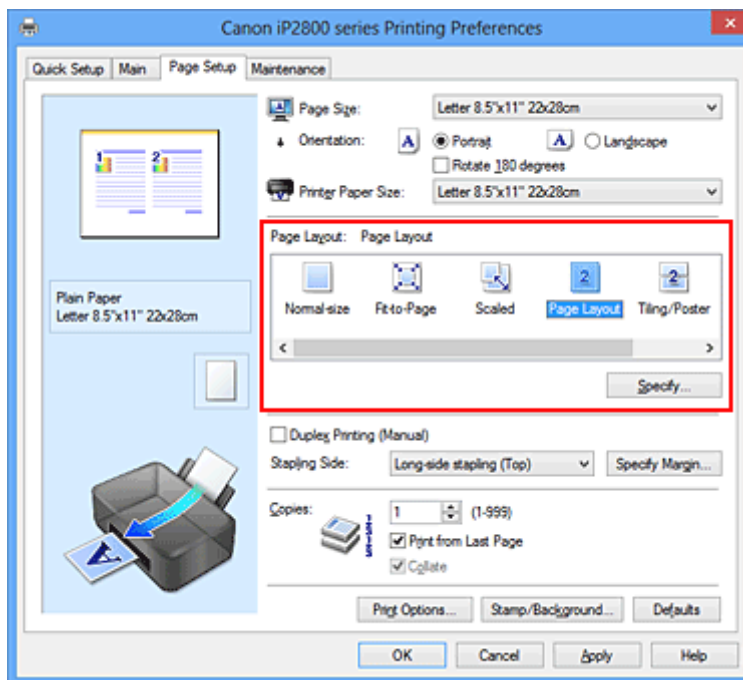 Canon iP2800 series Printing Preferences
Quick Setup Main Page Setup Maintenance
1 2
Plain Paper
Letter 8.5"x11" 22x28cm
A
Page Size: Letter 8.5"x11" 22x28cm
Orientation: A Portrait A Landscape
Rotate 180 degrees
Printer Paper Size: Letter 8.5"x11" 22x28cm
Page Layout: Page Layout
2 2
Normal-size Fit-to-Page Scaled Page Layout Tiling/Poster
Specify...
Duplex Printing (Manual)
Stapling Side: Long-side stapling (Top) Specify Margin...
Copies: 1 (1-999)
Print from Last Page
Collate
Print Options... Stamp/Background... Defaults
OK Cancel Apply Help